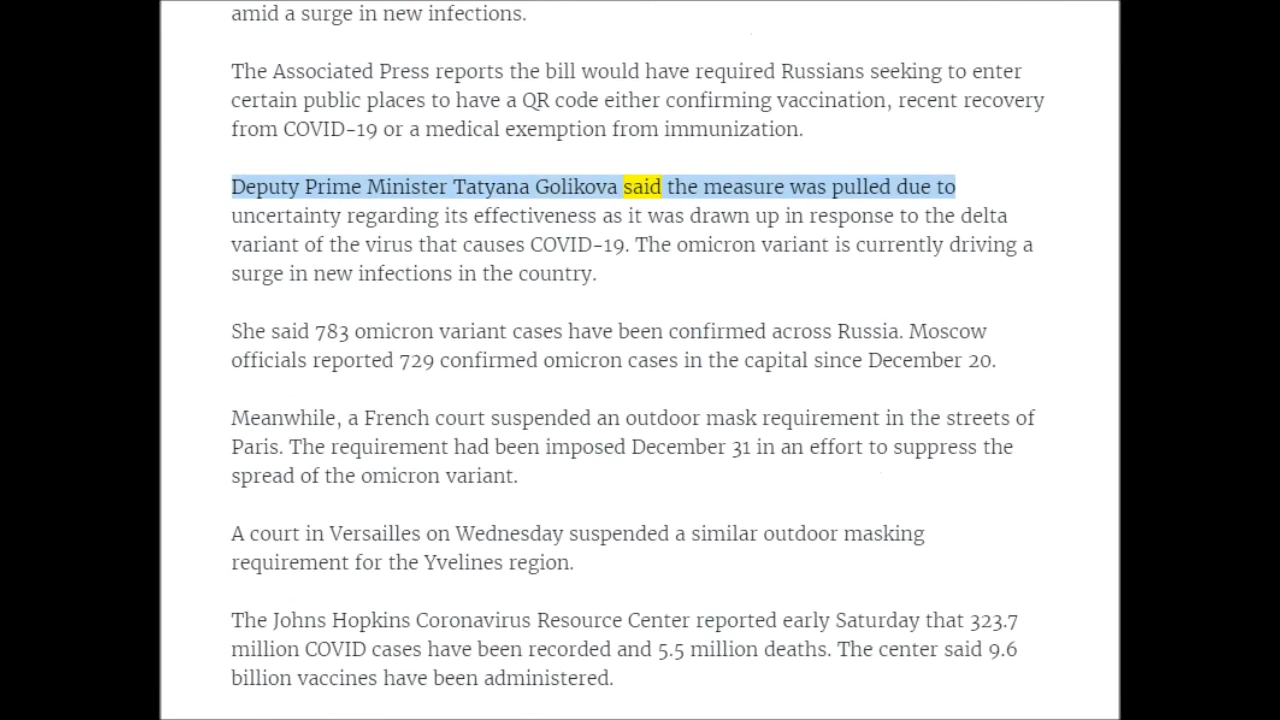 amid a surge in new infections.
The Associated Press reports the bill would have required Russians seeking to enter
certain public places to have a QR code either confirming vaccination, recent recovery
from COVID-19 or a medical exemption from immunization.
Deputy Prime Minister Tatyana Golikova said the measure was pulled due to
uncertainty regarding its effectiveness as it was drawn up in response to the delta
variant of the virus that causes COVID-19. The omicron variant is currently driving a
surge in new infections in the country.
She said 783 omicron variant cases have been confirmed across Russia. Moscow
officials reported 729 confirmed omicron cases in the capital since December 20.
Meanwhile, a French court suspended an outdoor mask requirement in the streets of
Paris. The requirement had been imposed December 31 in an effort to suppress the
spread of the omicron variant.
A court in Versailles on Wednesday suspended a similar outdoor masking
requirement for the Yvelines region.
The Johns Hopkins Coronavirus Resource Center reported early Saturday that 323.7
million COVID cases have been recorded and 5.5 million deaths. The center said 9.6
billion vaccines have been administered.